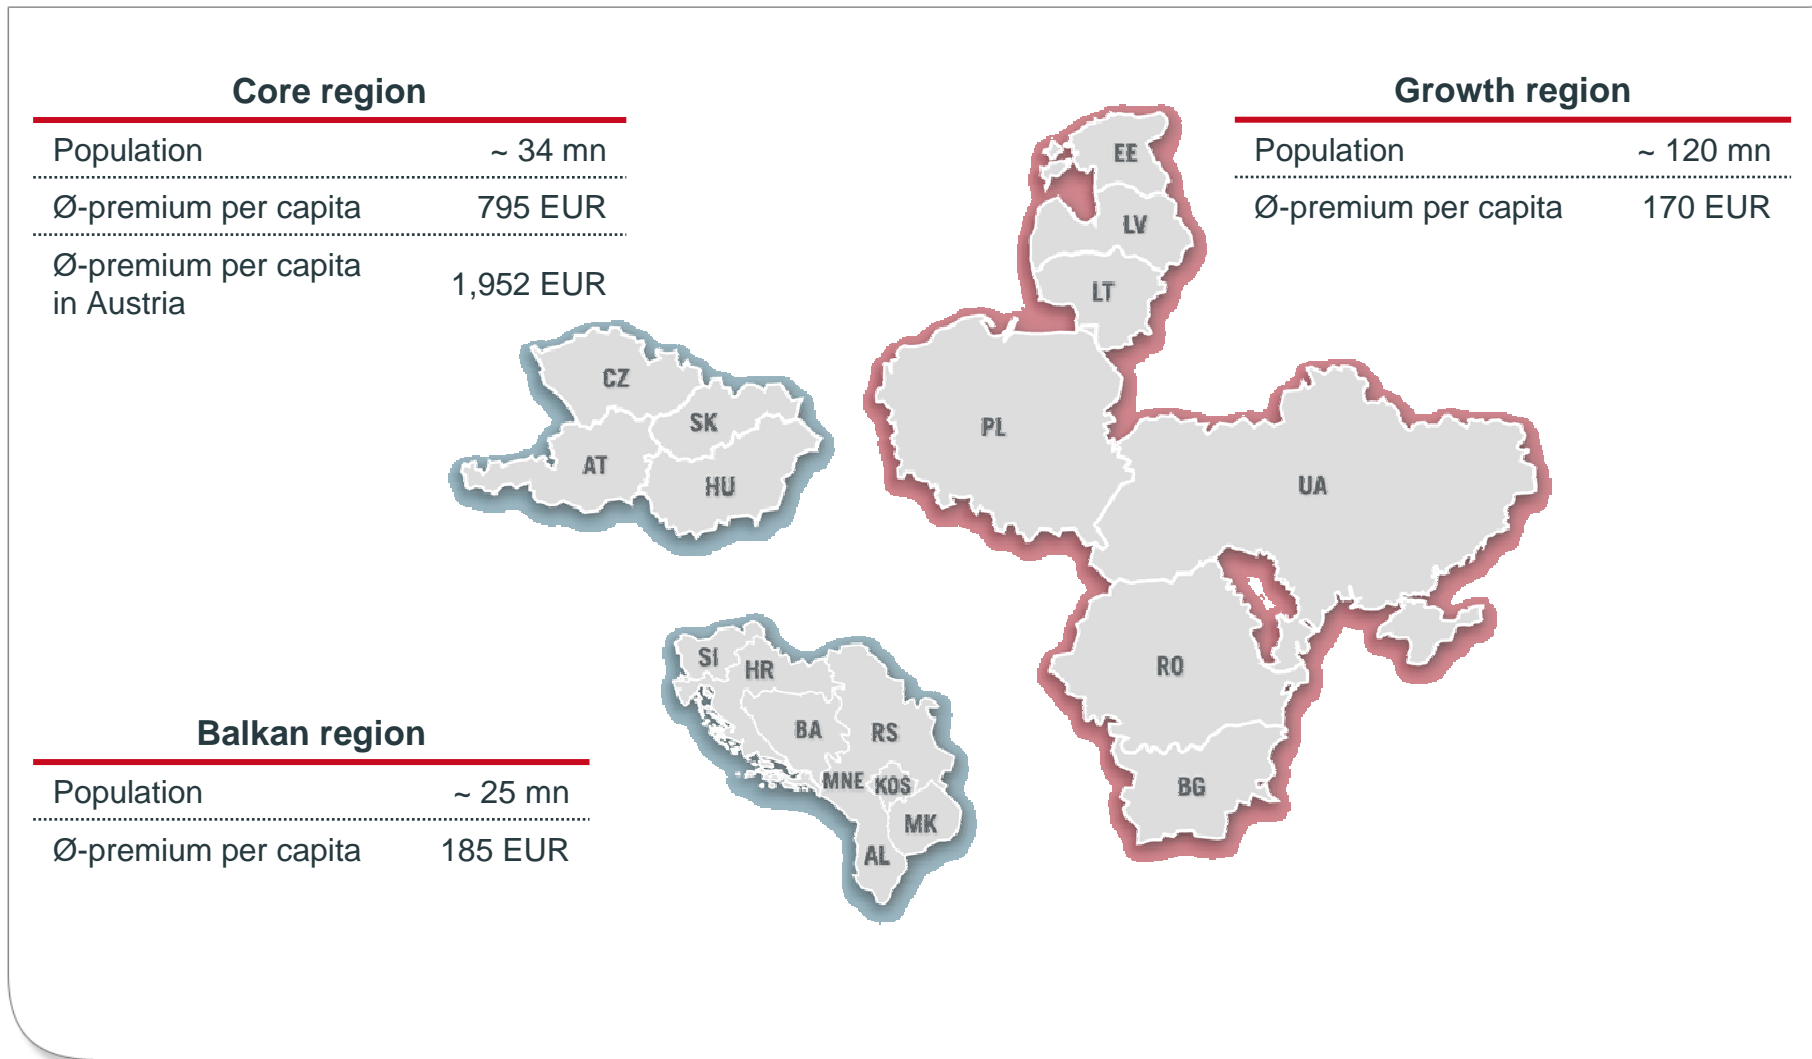 Core region
Population ~ 34 mn
Ø-premium per capita 795 EUR
Ø-premium per capita
in Austria 1,952 EUR
Growth region
Population ~ 120 mn
Ø-premium per capita 170 EUR
EE
LV
LT
CZ
SK
PL
AT
HU
UA
SI
HR
RO
BA
RS
MNE
KOS
BG
MK
AL
Balkan region
Population ~ 25 mn
Ø-premium per capita 185 EUR